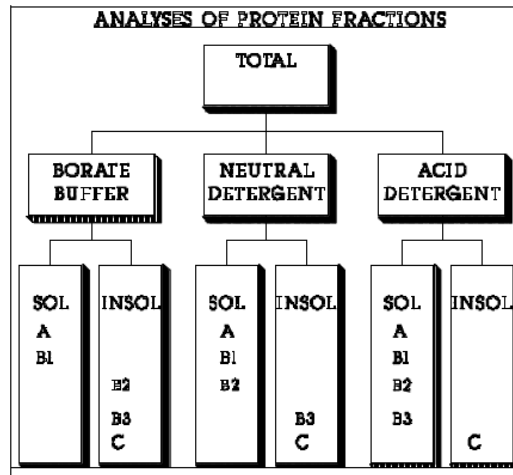 ANALYSES OF PROTEIN FRACTIONS
TOTAL
BORATE
BUFFER
NEUTRAL
DETERGENT
ACID
DETERGENT
SOL
A
B1
INSOL
B2
B3
C
SOL
A
B1
B2
INSOL
B3
C
SOL
A
B1
B2
B3
INSOL
C